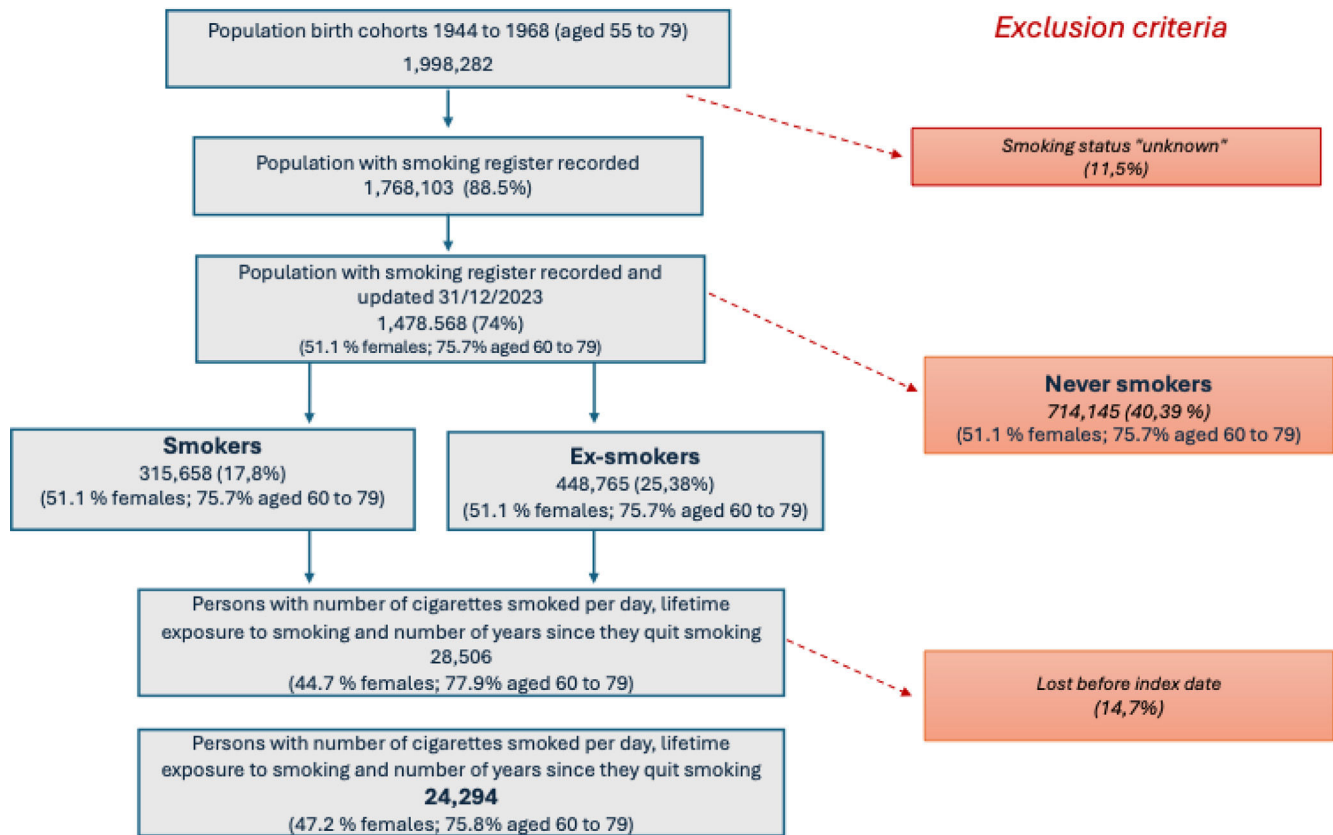 Population birth cohorts 1944 to 1968 (aged 55 to 79)
1,998,282
Exclusion criteria
Smoking status "unknown"
(11,5%)
Population with smoking register recorded
1,768,103 (88.5%)
Population with smoking register recorded and
updated 31/12/2023
1,478.568 (74%)
(51.1 % females; 75.7% aged 60 to 79)
Never smokers
714,145 (40,39 %)
(51.1 % females; 75.7% aged 60 to 79)
Smokers
315,658 (17,8%)
(51.1 % females; 75.7% aged 60 to 79)
Ex-smokers
448,765 (25,38%)
(51.1 % females; 75.7% aged 60 to 79)
Persons with number of cigarettes smoked per day, lifetime
exposure to smoking and number of years since they quit smoking
28,506
(44.7 % females; 77.9% aged 60 to 79)
Lost before index date
(14,7%)
Persons with number of cigarettes smoked per day, lifetime
exposure to smoking and number of years since they quit smoking
24,294
(47.2 % females; 75.8% aged 60 to 79)